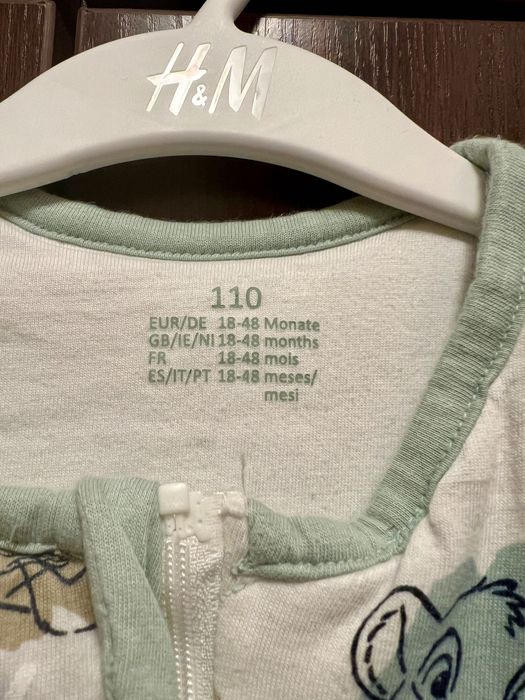 H&M
110
EUR/DE 18-48 Monate
GB/IE/NI 18-48 months
FR 18-48 mois
ES/IT/PT 18-48 meses/
mesi